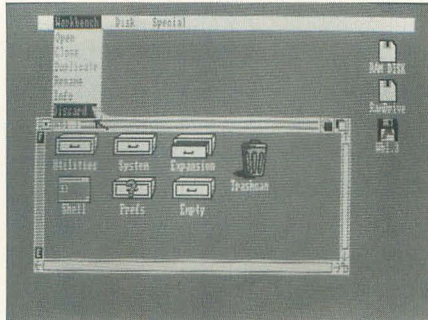 Workbench Disk Special
Open
Close
Duplicate
Rename
Info
Discard
RAM DISK
RamDrive
Wb1.3
F
Utilities System Expansion Trashcan
Shell Prefs Empty
E